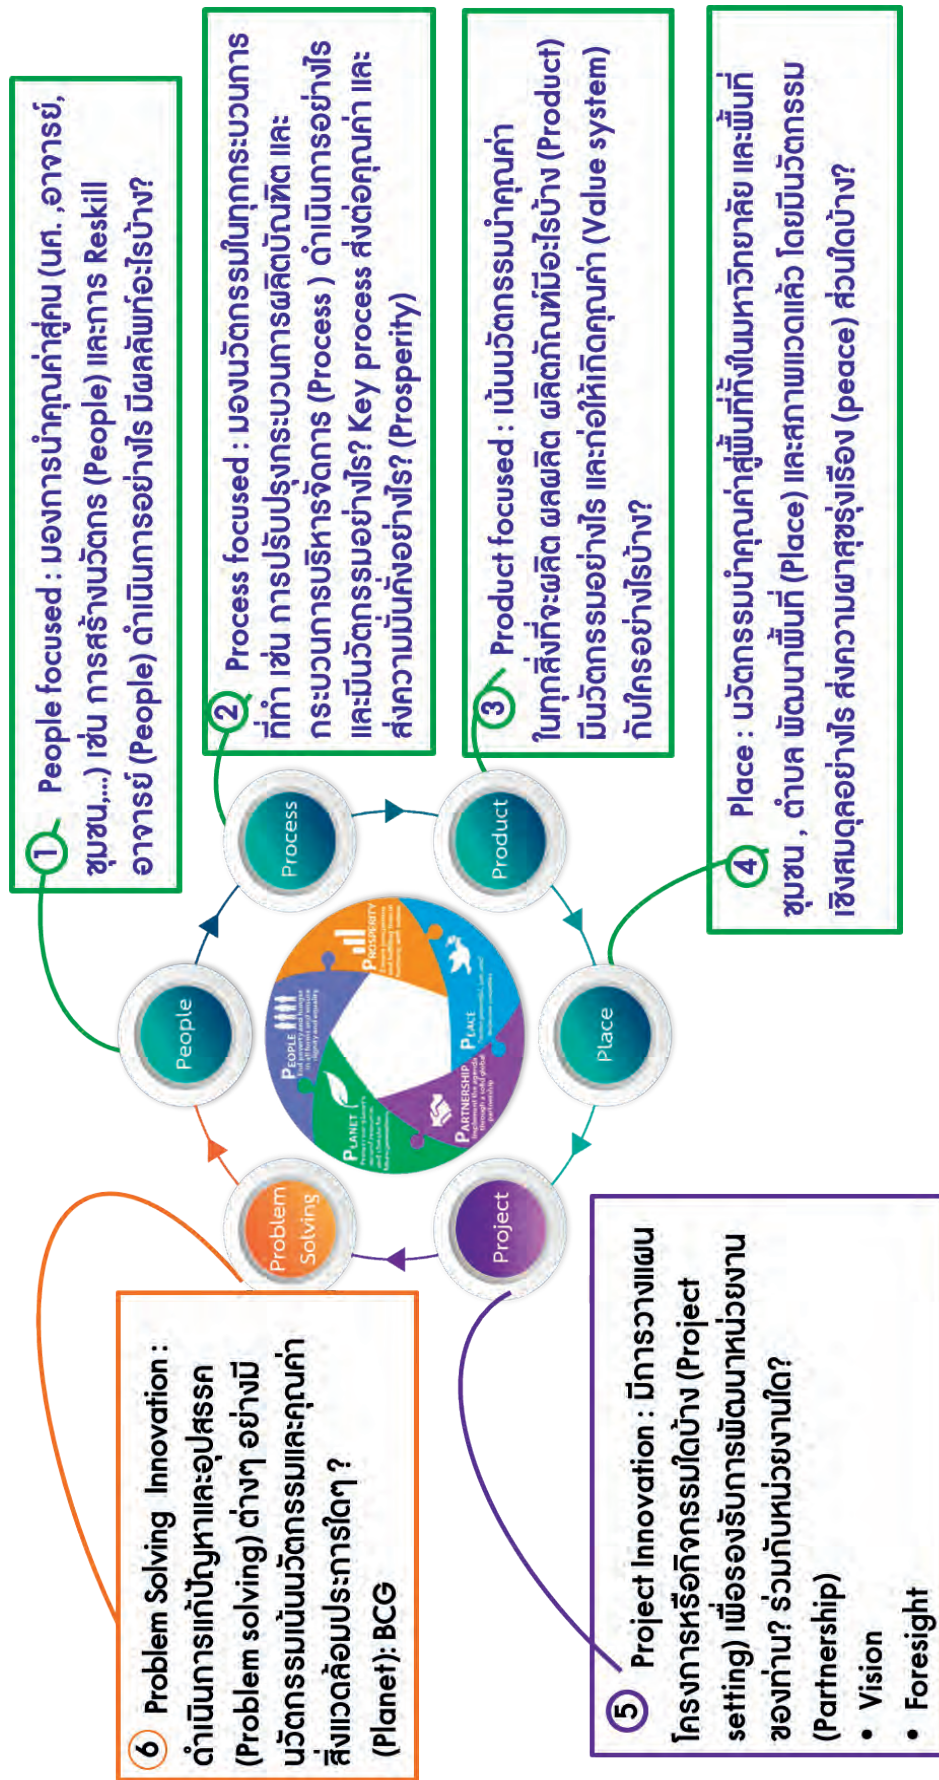 1 People focused : มองการนำคุณค่าสู่คน (นศ. ,อาจารย์,
ชุมชน,...) เช่น การสร้างนวัตกร (People) และการ Reskill
อาจารย์ (People) ดำเนินการอย่างไร มีผลลัพท์อะไรบ้าง?
2 Process focused : มองนวัตกรรมในทุกกระบวนการ
ที่ทำ เช่น การปรับปรุงกระบวนการผลิตบัณฑิต และ
กระบวนการบริหารจัดการ (Process ) ดำเนินการอย่างไร
และมีนวัตกรรมอย่างไร? Key process ส่งต่อคุณค่า และ
ส่งความมั่นคั่งอย่างไร? (Prosperity)
3 Product focused : เน้นนวัตกรรมนำคุณค่า
ในทุกสิ่งที่จะผลิต ผลผลิต ผลิตภัณฑ์มีอะไรบ้าง (Product)
มีนวัตกรรมอย่างไร และก่อให้เกิดคุณค่า (Value system)
กับใครอย่างไรบ้าง?
4 Place : นวัตกรรมนำคุณค่าสู่พื้นที่ทั้งในมหาวิทยาลัย และพื้นที่
ชุมชน , ตำบล พัฒนาพื้นที่ (Place) และสภาพแวดแล้ว โดยมีนวัตกรรม
เชิงสมดุลอย่างไร ส่งความผาสุขรุ่งเรือง (peace) ส่วนใดบ้าง?
5 Project Innovation : มีการวางแผน
โครงการหรือกิจกรรมใดบ้าง (Project
setting) เพื่อรองรับการพัฒนาหน่วยงาน
ของท่าน? ร่วมกับหน่วยงานใด?
(Partnership)
• Vision
• Foresight
6 Problem Solving Innovation :
ดำเนินการแก้ปัญหาและอุปสรรค
(Problem solving) ต่างๆ อย่างมี
นวัตกรรมเน้นนวัตกรรมและคุณค่า
สิ่งแวดล้อมประการใดๆ ?
(Planet): BCG
People
Process
Product
Place
Project
Problem
Solving
PEOPLE
End poverty and hunger
in all forms and ensure
dignity and equality
PROSPERITY
PEACE
PARTNERSHIP
Implement the agenda
through a solid global
partnership
PLANET